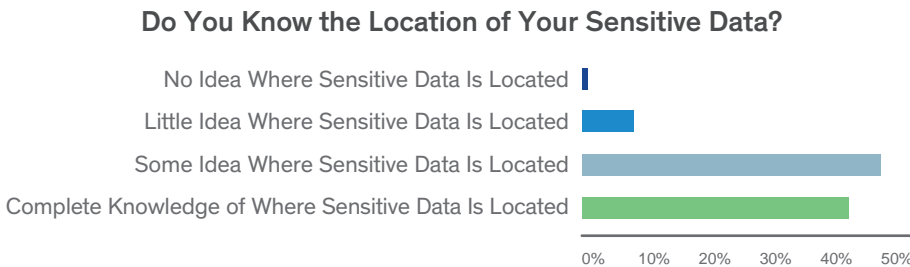 Do You Know the Location of Your Sensitive Data?
No Idea Where Sensitive Data Is Located
Little Idea Where Sensitive Data Is Located
Some Idea Where Sensitive Data Is Located
Complete Knowledge of Where Sensitive Data Is Located
0% 10% 20% 30% 40% 50%